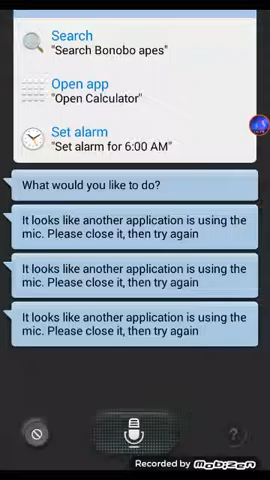 Search
"Search Bonobo apes"
Open app
"Open Calculator"
Set alarm
"Set alarm for 6:00 AM"
What would you like to do?
It looks like another application is using the
mic. Please close it, then try again
It looks like another application is using the
mic. Please close it, then try again
It looks like another application is using the
mic. Please close it, then try again
?
Recorded by Mobizen